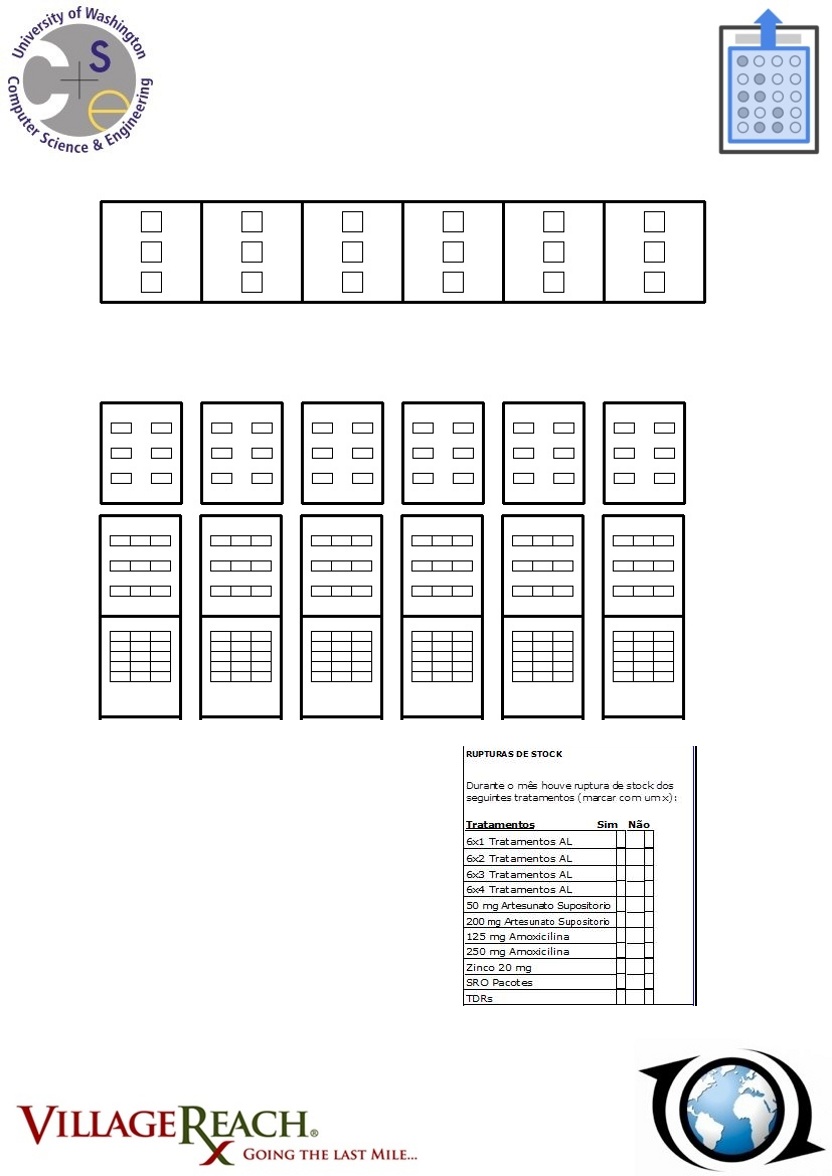 University of Washington
Computer Science & Engineering
CSe
RUPTURAS DE STOCK
Durante o mês houve ruptura de stock dos
seguintes tratamentos (marcar com um x):
Tratamentos Sim Não
6x1 Tratamentos AL
6x2 Tratamentos AL
6x3 Tratamentos AL
6x4 Tratamentos AL
50 mg Artesunato Supositorio
200 mg Artesunato Supositorio
125 mg Amoxicilina
250 mg Amoxicilina
Zinco 20 mg
SRO Pacotes
TDRs
VILLAGEREACH®
GOING THE LAST MILE...